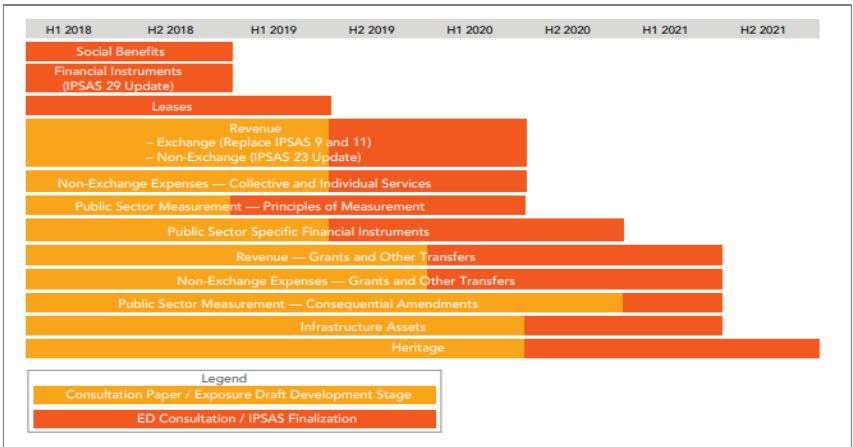 H1 2018 H2 2018 H1 2019 H2 2019 H1 2020 H2 2020 H1 2021 H2 2021
Social Benefits
Financial Instruments
(IPSAS 29 Update)
Leases
Revenue
– Exchange (Replace IPSAS 9 and 11)
– Non-Exchange (IPSAS 23 Update)
Non-Exchange Expenses — Collective and Individual Services
Public Sector Measurement — Principles of Measurement
Public Sector Specific Financial Instruments
Revenue — Grants and Other Transfers
Non-Exchange Expenses — Grants and Other Transfers
Public Sector Measurement — Consequential Amendments
Infrastructure Assets
Heritage
Legend
Consultation Paper / Exposure Draft Development Stage
ED Consultation / IPSAS Finalization